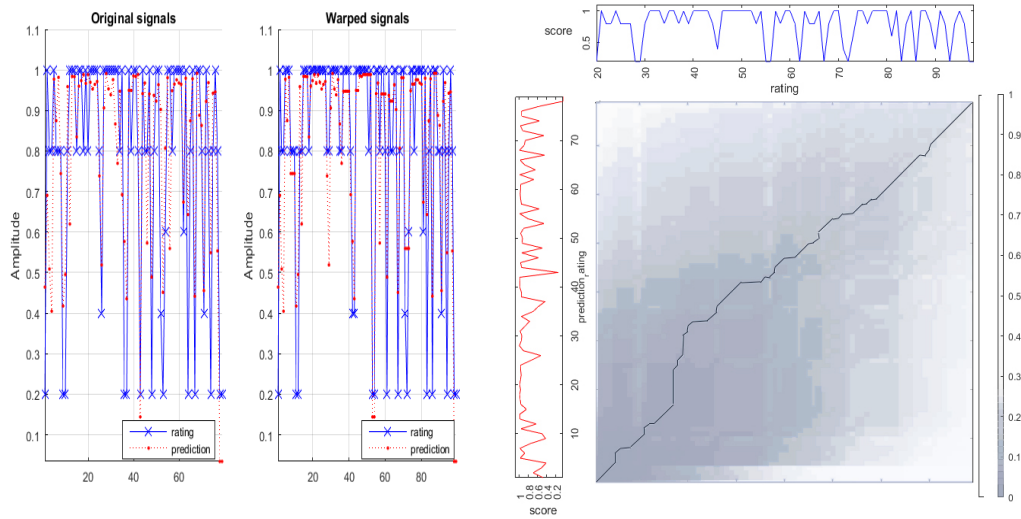 Original signals
1.1
1
0.9
0.8
0.7
0.6
0.5
0.4
0.3
0.2
0.1
Amplitude
20 40 60
rating
prediction
Warped signals
1.1
1
0.9
0.8
0.7
0.6
0.5
0.4
0.3
0.2
0.1
Amplitude
20 40 60 80
rating
prediction
score
1
0.5
20 30 40 50 60 70 80 90
rating
70
60
50
40
30
20
10
prediction_rating
1 0.8 0.6 0.4 0.2
score
1
0.9
0.8
0.7
0.6
0.5
0.4
0.3
0.2
0.1
0